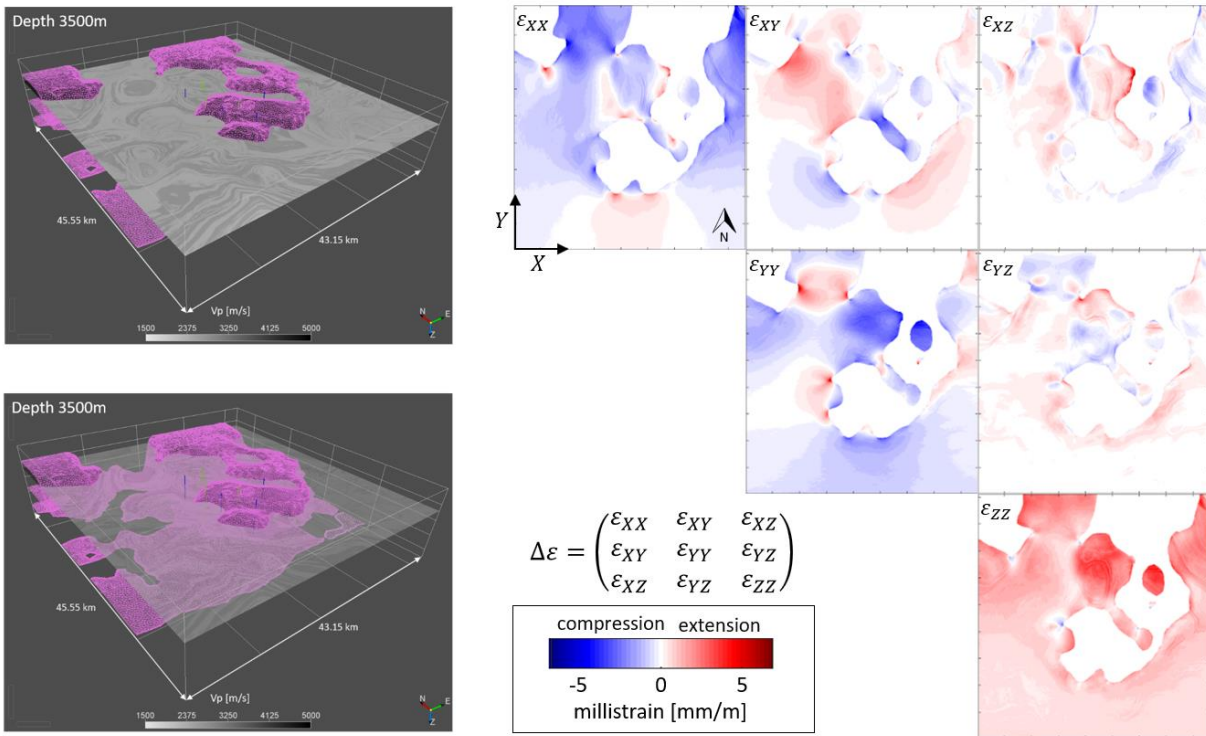 Depth 3500m
45.55 km
43.15 km
Vp [m/s]
1500 2375 3250 4125 5000
N
E
Z
Depth 3500m
45.55 km
43.15 km
Vp [m/s]
1500 2375 3250 4125 5000
N
E
Z
εXX
εXY
εXZ
Y
X
N
εYY
εYZ
εZZ
Δε = (εXX εXY εXZ
εXY εYY εYZ
εXZ εYZ εZZ)
compression extension
-5 0 5
millistrain [mm/m]